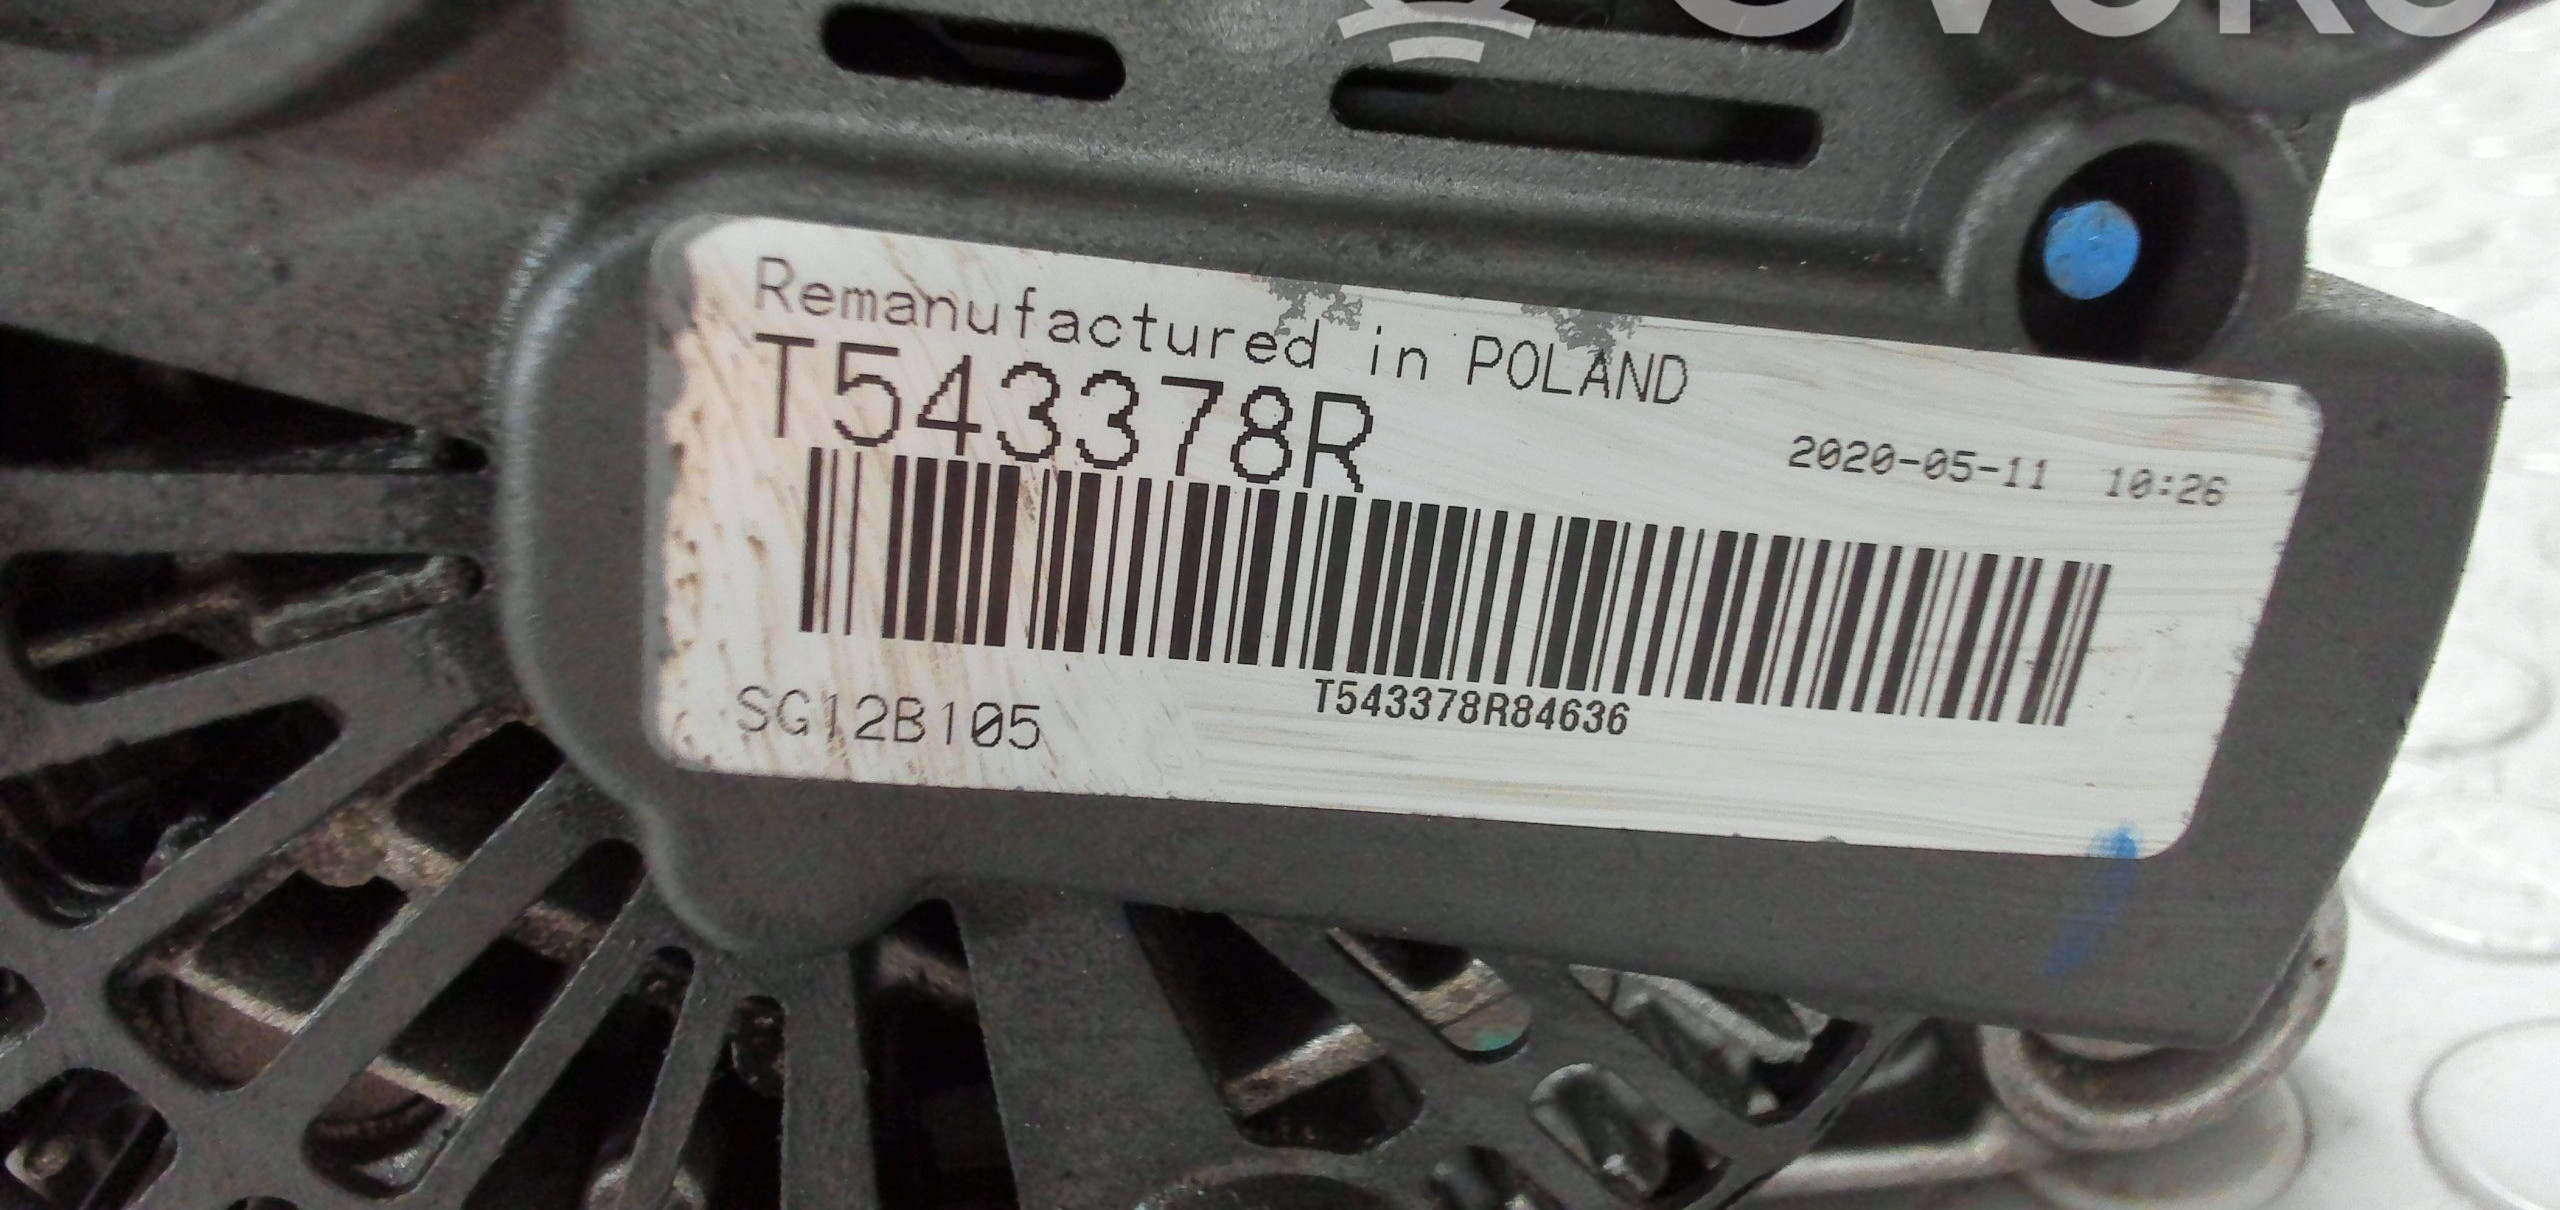 Remanufactured in POLAND
T543378R
2020-05-11 10:26
SG12B105
T543378R84636